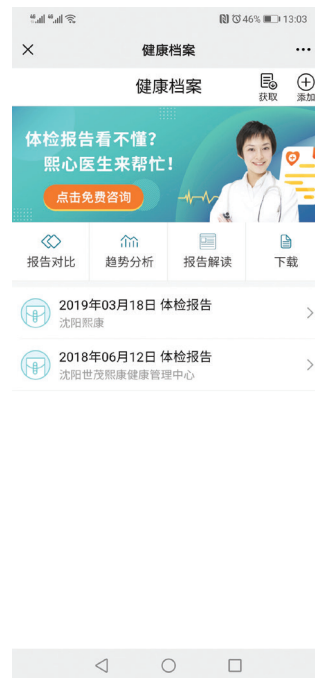 46% 13:03
健康档案
健康档案
获取 添加
体检报告看不懂？
熙心医生来帮忙！
点击免费咨询
报告对比 趋势分析 报告解读 下载
2019年03月18日 体检报告
沈阳熙康
2018年06月12日 体检报告
沈阳世茂熙康健康管理中心